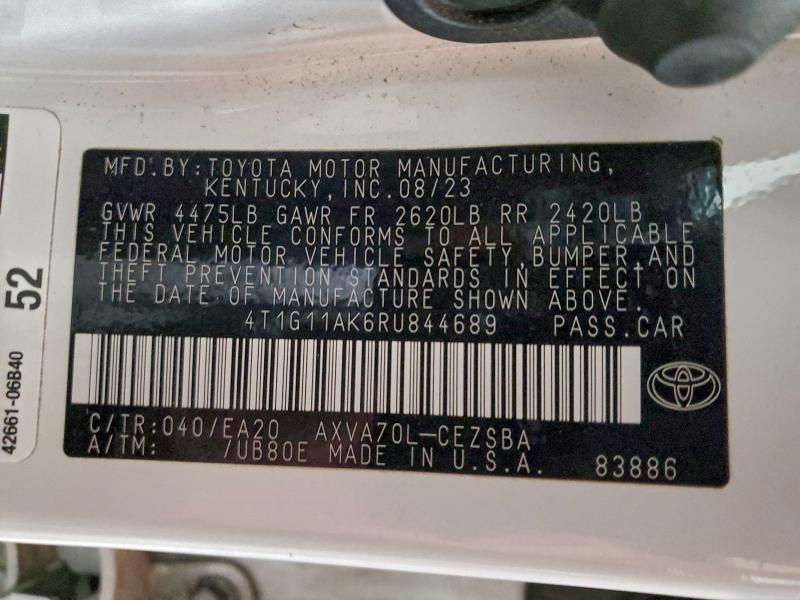 MFD.BY:TOYOTA MOTOR MANUFACTURING,
KENTUCKY,INC.08/23
GVWR 4475LB GAWR FR 2620LB RR 2420LB
THIS VEHICLE CONFORMS TO ALL APPLICABLE
FEDERAL MOTOR VEHICLE SAFETY,BUMPER,AND
THEFT PREVENTION STANDARDS IN EFFECT ON
THE DATE OF MANUFACTURE SHOWN ABOVE.
4T1G11AK6RU844689 PASS.CAR
C/TR:040/EA20 AXVA70L-CEZSBA
A/TM: /UB80E MADE IN U.S.A. 83886
52
42661-06B40